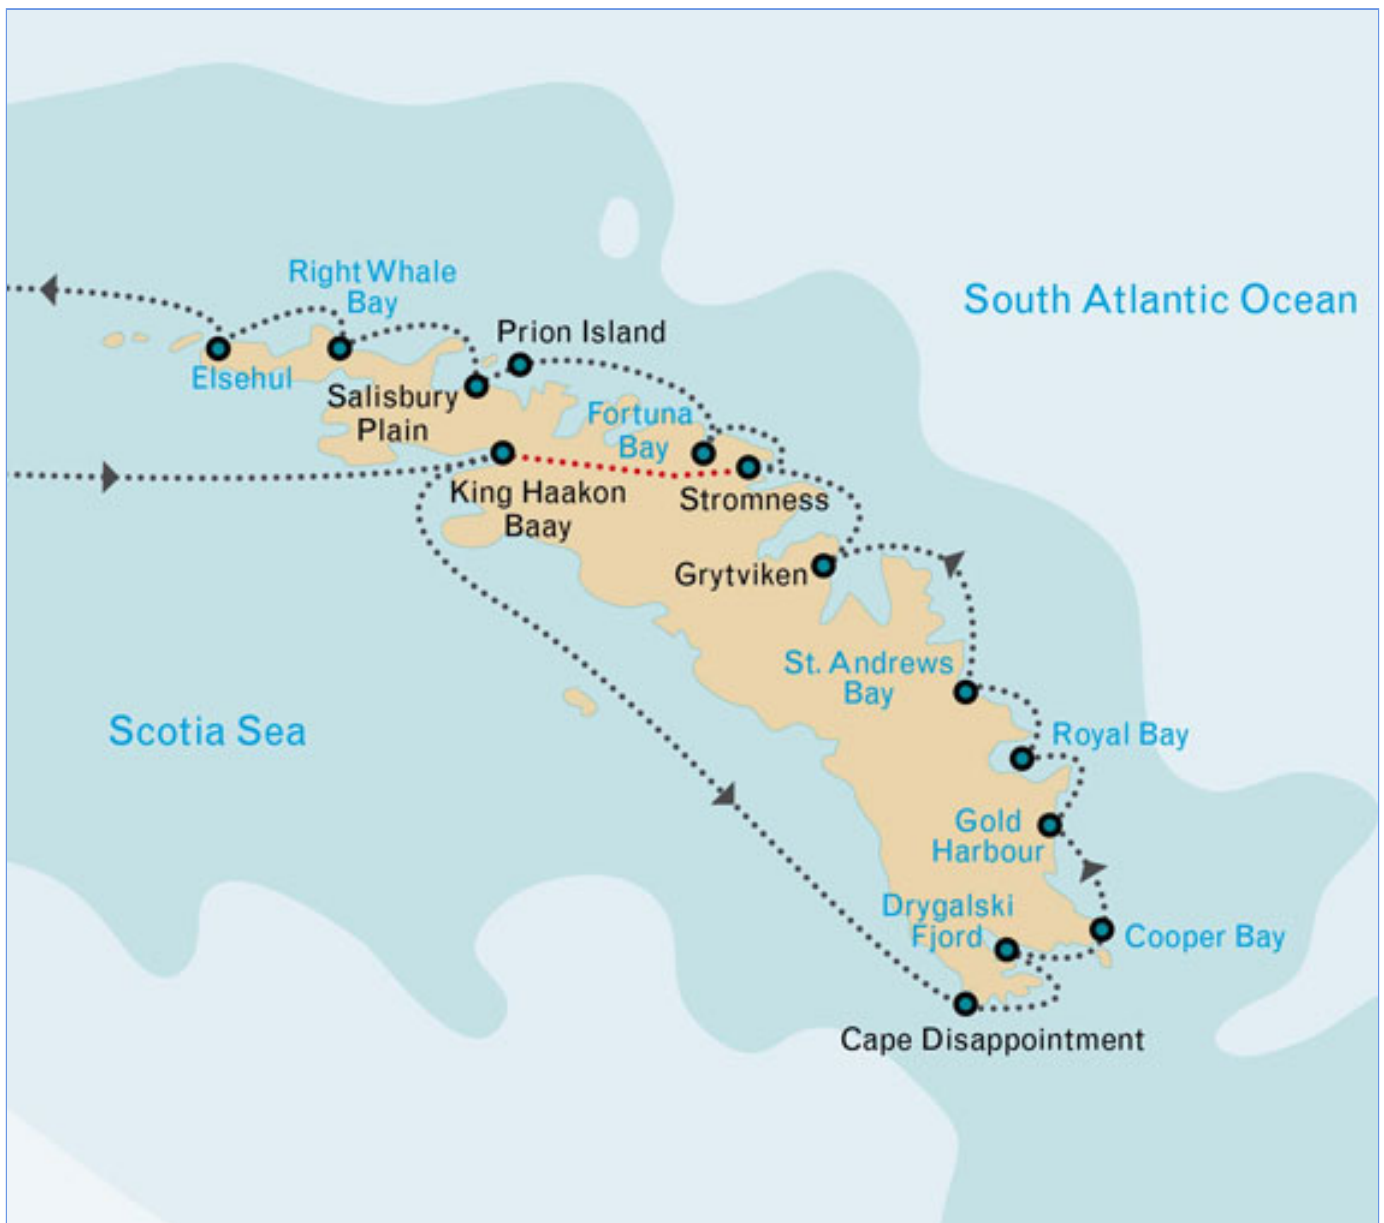 Right Whale
Bay
South Atlantic Ocean
Prion Island
Elsehul
Salisbury
Plain
Fortuna
Bay
King Haakon
Baay
Stromness
Grytviken
St. Andrews
Bay
Scotia Sea
Royal Bay
Gold
Harbour
Drygalski
Fjord
Cooper Bay
Cape Disappointment